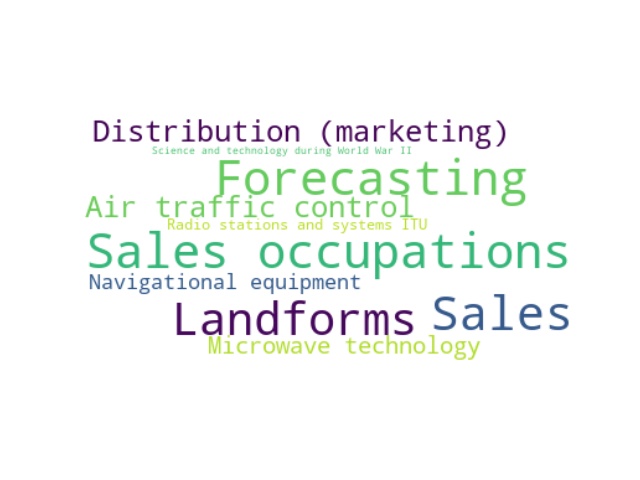 Distribution (marketing)
Science and technology during World War II
Forecasting
Air traffic control
Radio stations and systems ITU
Sales occupations
Navigational equipment
Landforms
Sales
Microwave technology